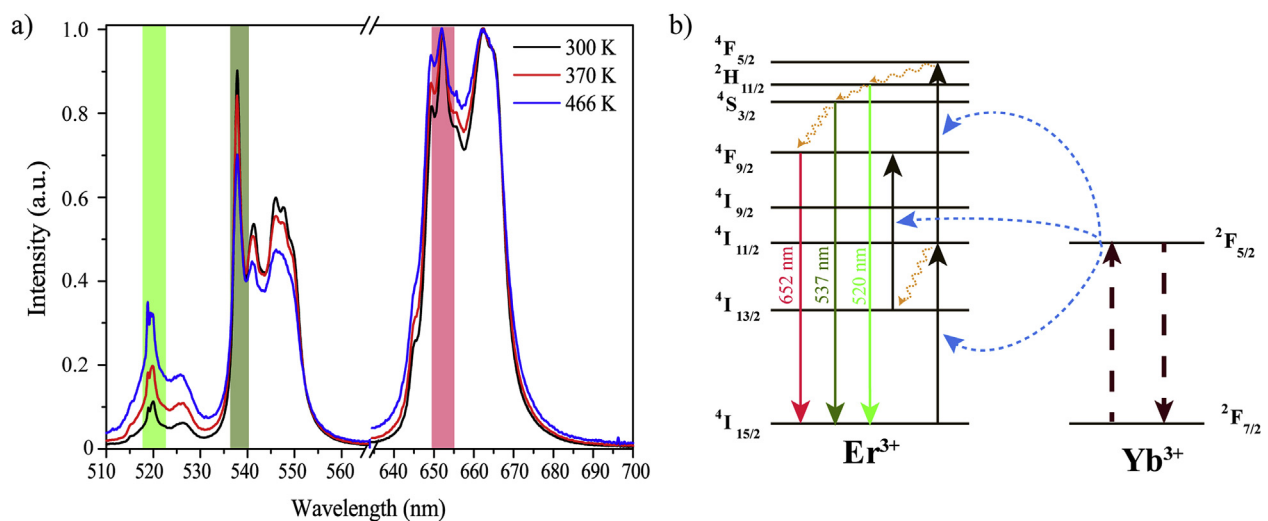 a)
1.0
0.8
0.6
0.4
0.2
0
Intensity (a.u.)
300 K
370 K
466 K
510 520 530 540 550 560 640 650 660 670 680 690 700
Wavelength (nm)
b)
⁴F₅/₂
²H₁₁/₂
⁴S₃/₂
⁴F₉/₂
⁴I₉/₂
⁴I₁₁/₂
⁴I₁₃/₂
⁴I₁₅/₂
652 nm
537 nm
520 nm
Er³⁺
²F₅/₂
²F₇/₂
Yb³⁺